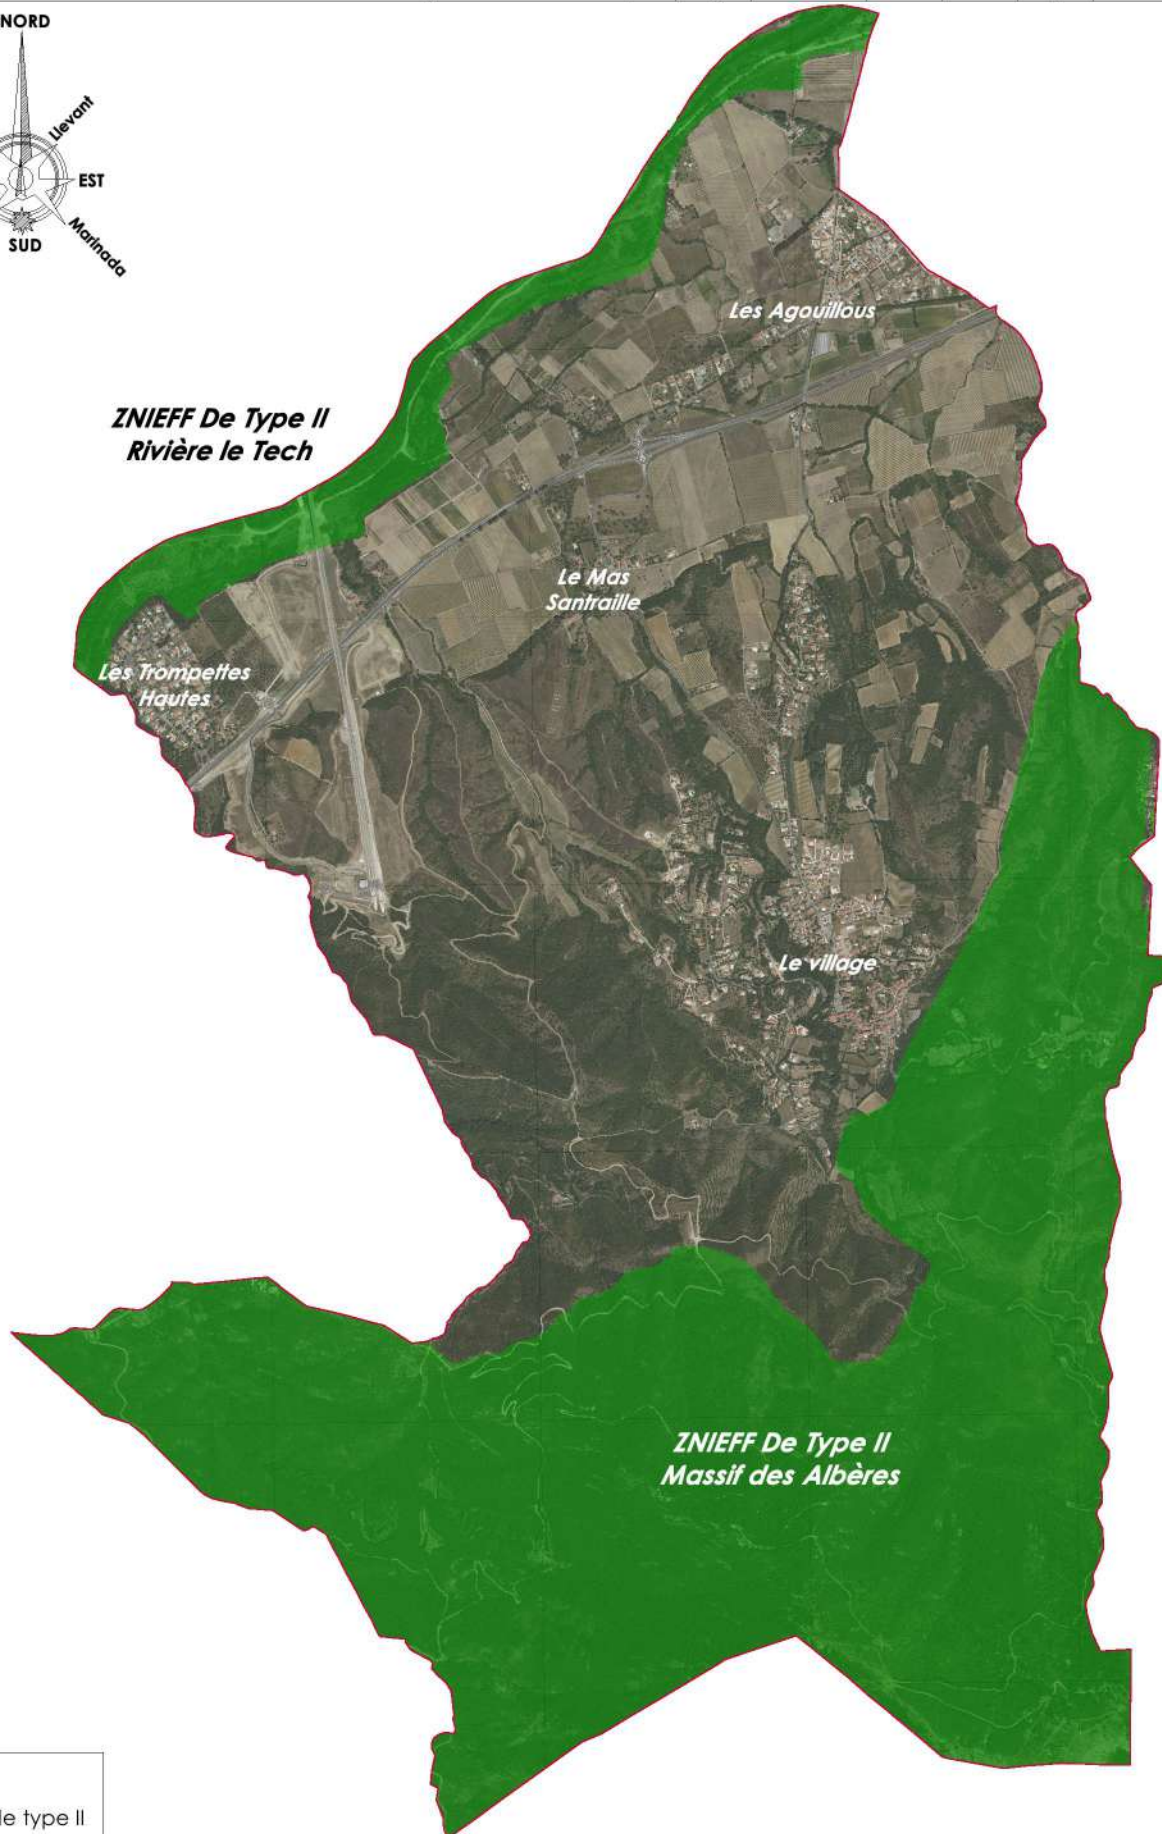 NORD
Llevant
EST
Marinada
SUD
Les Agouillous
ZNIEFF De Type II
Rivière le Tech
Le Mas
Santraille
Les Trompettes
Hautes
Le village
ZNIEFF De Type II
Massif des Albères
de type II